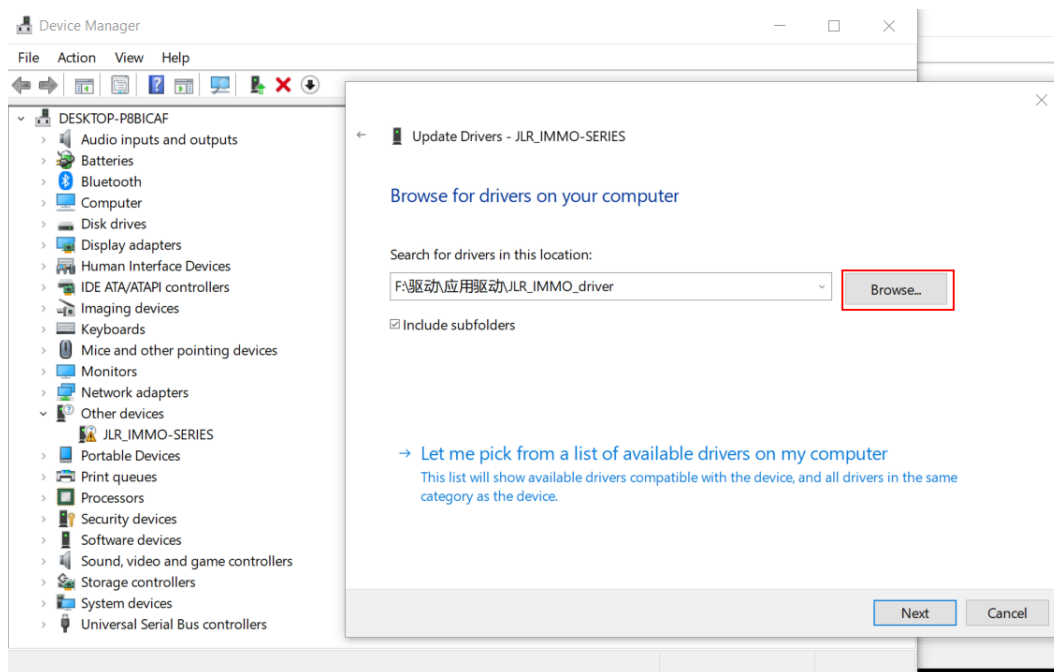 Device Manager
File Action View Help
DESKTOP-P8BICAF
Audio inputs and outputs
Batteries
Bluetooth
Computer
Disk drives
Display adapters
Human Interface Devices
IDE ATA/ATAPI controllers
Imaging devices
Keyboards
Mice and other pointing devices
Monitors
Network adapters
Other devices
JLR_IMMO-SERIES
Portable Devices
Print queues
Processors
Security devices
Software devices
Sound, video and game controllers
Storage controllers
System devices
Universal Serial Bus controllers
Update Drivers - JLR_IMMO-SERIES
Browse for drivers on your computer
Search for drivers in this location:
F:\驱动\应用驱动\JLR_IMMO_driver
Browse...
Include subfolders
Let me pick from a list of available drivers on my computer
This list will show available drivers compatible with the device, and all drivers in the same
category as the device.
Next Cancel